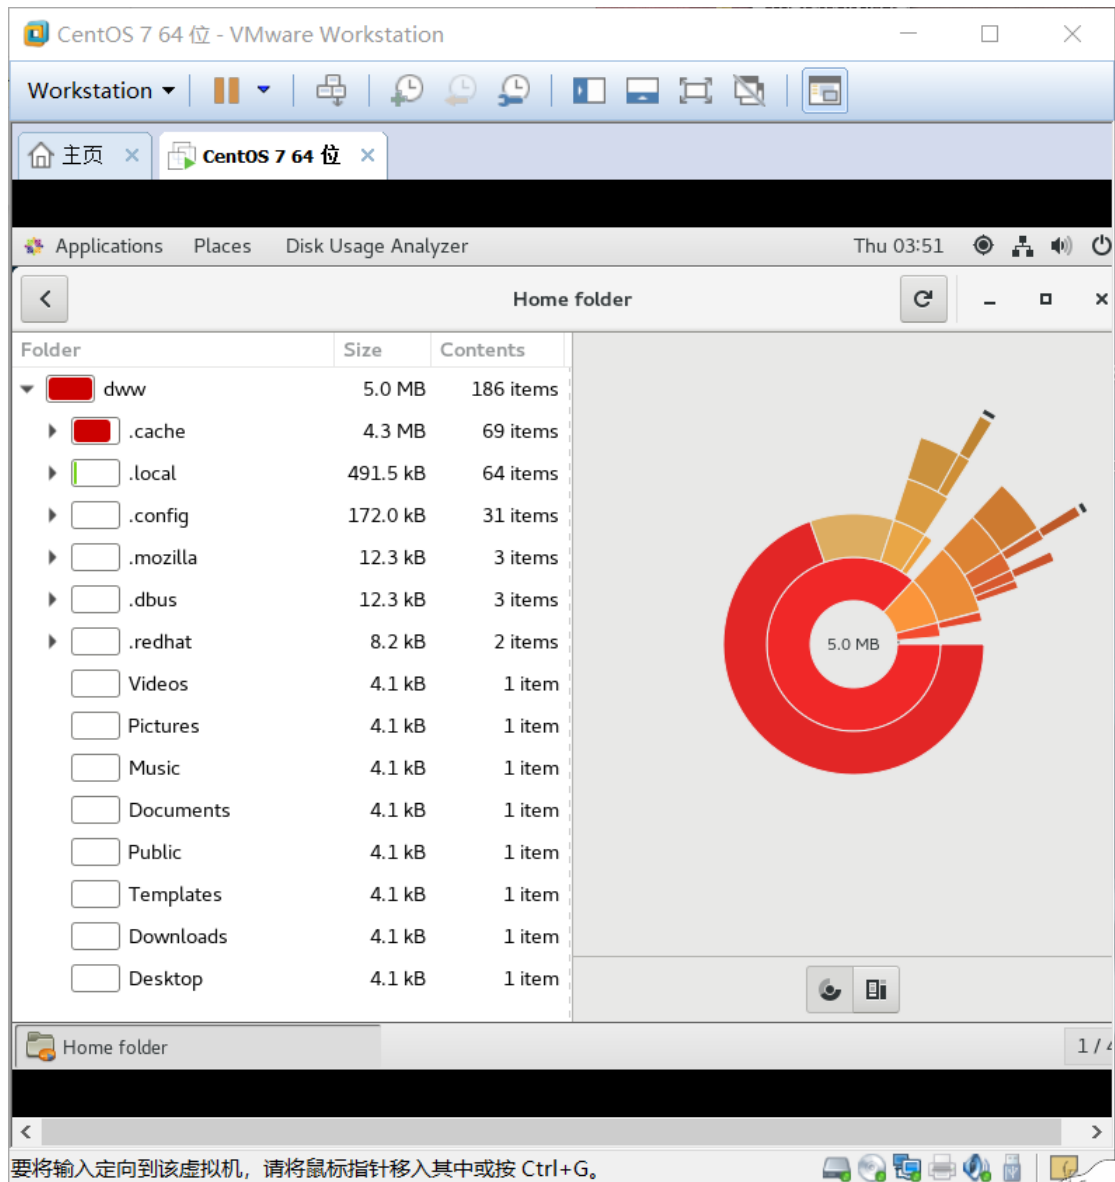 CentOS 7 64 位 - VMware Workstation
Workstation
主页 CentOS 7 64 位
Applications Places Disk Usage Analyzer Thu 03:51
Home folder
Folder Size Contents
dww 5.0 MB 186 items
.cache 4.3 MB 69 items
.local 491.5 kB 64 items
.config 172.0 kB 31 items
.mozilla 12.3 kB 3 items
.dbus 12.3 kB 3 items
.redhat 8.2 kB 2 items
Videos 4.1 kB 1 item
Pictures 4.1 kB 1 item
Music 4.1 kB 1 item
Documents 4.1 kB 1 item
Public 4.1 kB 1 item
Templates 4.1 kB 1 item
Downloads 4.1 kB 1 item
Desktop 4.1 kB 1 item
5.0 MB
Home folder 1 / 4
要将输入定向到该虚拟机，请将鼠标指针移入其中或按 Ctrl+G。